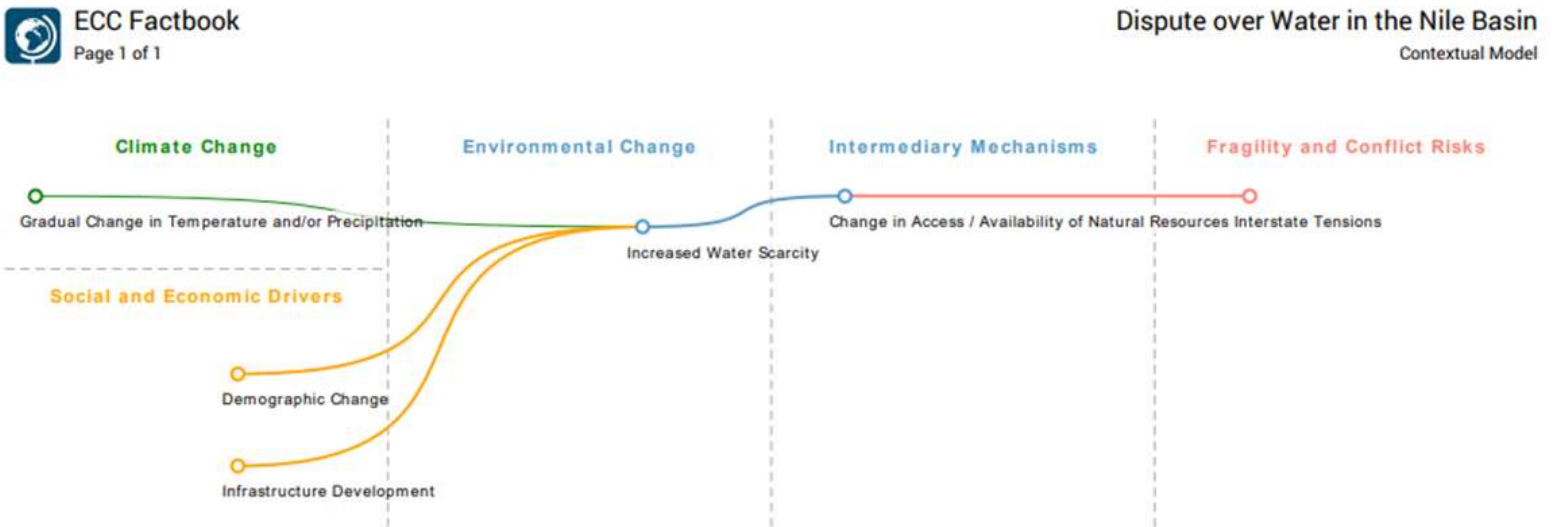 ECC Factbook
Page 1 of 1
Dispute over Water in the Nile Basin
Contextual Model
Climate Change
Environmental Change
Intermediary Mechanisms
Fragility and Conflict Risks
Gradual Change in Temperature and/or Precipitation
Change in Access / Availability of Natural Resources
Interstate Tensions
Increased Water Scarcity
Social and Economic Drivers
Demographic Change
Infrastructure Development